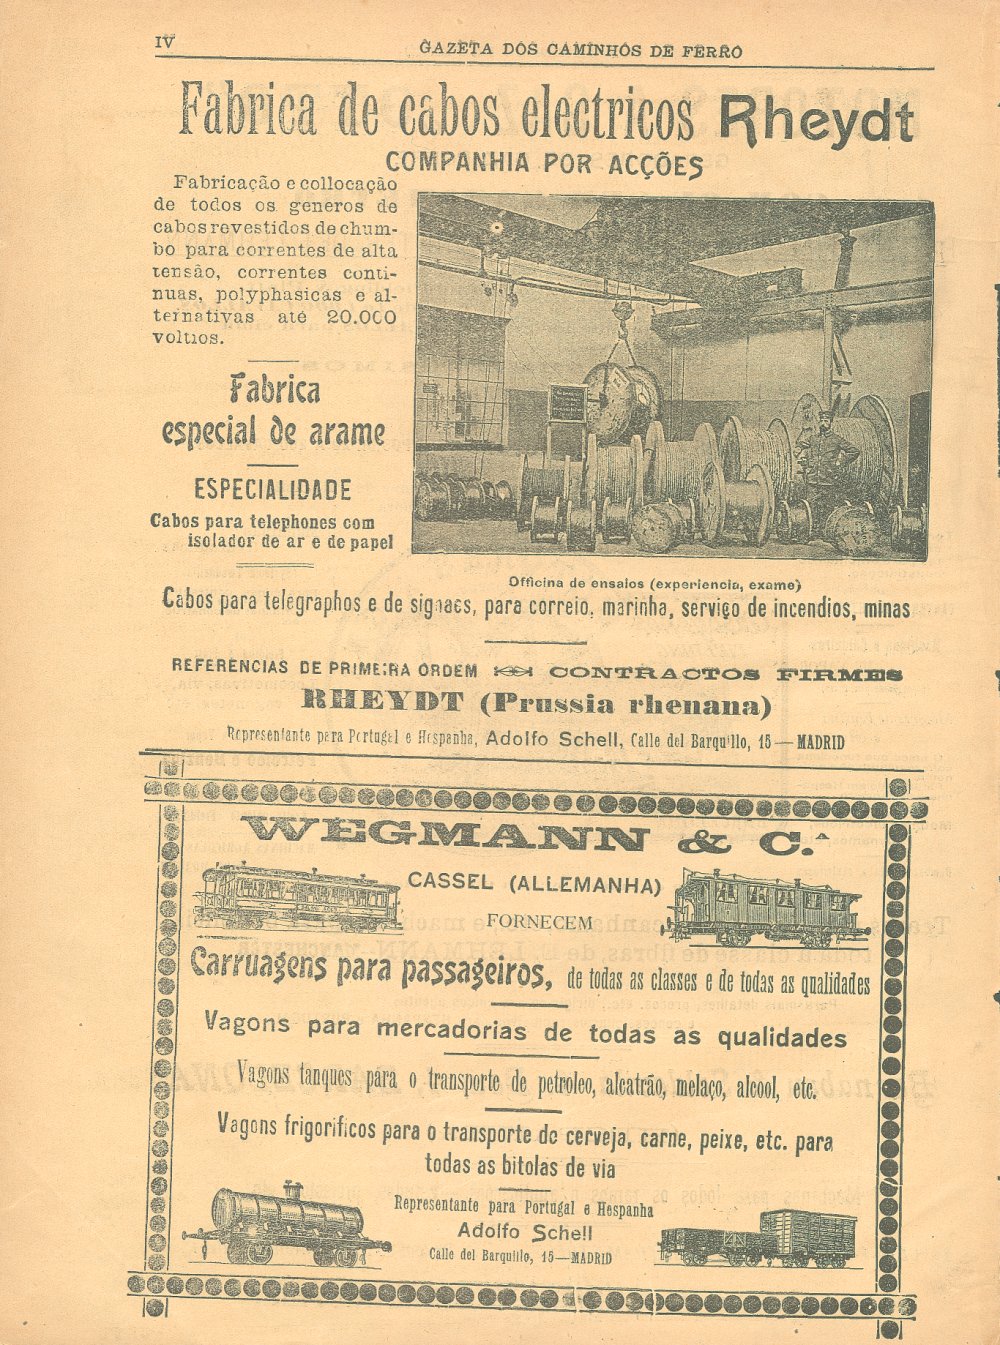 IV
GAZETA DOS CAMINHOS DE FERRO
Fabrica de cabos electricos Rheydt
COMPANHIA POR ACÇÕES
Fabricação e collocação
de todos os generos de
cabos revestidos de chum-
bo para correntes de alta
tensão, correntes conti-
nuas, polyphasicas e al-
ternativas até 20.000
voltios.
Fabrica
especial de arame
ESPECIALIDADE
Cabos para telephones com
isolador de ar e de papel
Officina de ensaios (experiencia, exame)
Cabos para telegraphos e de signaes, para correio, marinha, serviço de incendios, minas
REFERENCIAS DE PRIMEIRA ORDEM CONTRACTOS FIRMES
RHEYDT (Prussia rhenana)
Representante para Portugal e Hespanha, Adolfo Schell, Calle del Barquillo, 15—MADRID
WEGMANN & C.ᴬ
CASSEL (ALLEMANHA)
FORNECEM
Carruagens para passageiros, de todas as classes e de todas as qualidades
Vagons para mercadorias de todas as qualidades
Vagons tanques para o transporte de petroleo, alcatrão, melaço, alcool, etc.
Vagons frigorificos para o transporte de cerveja, carne, peixe, etc. para
todas as bitolas de via
Representante para Portugal e Hespanha
Adolfo Schell
Calle del Barquillo, 15—MADRID